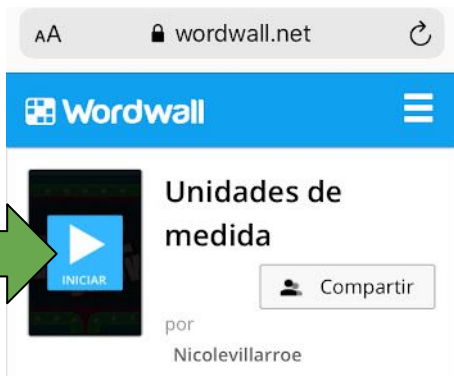 AA wordwall.net
Wordwall
Unidades de
medida
INICIAR
Compartir
por
Nicolevillarroe